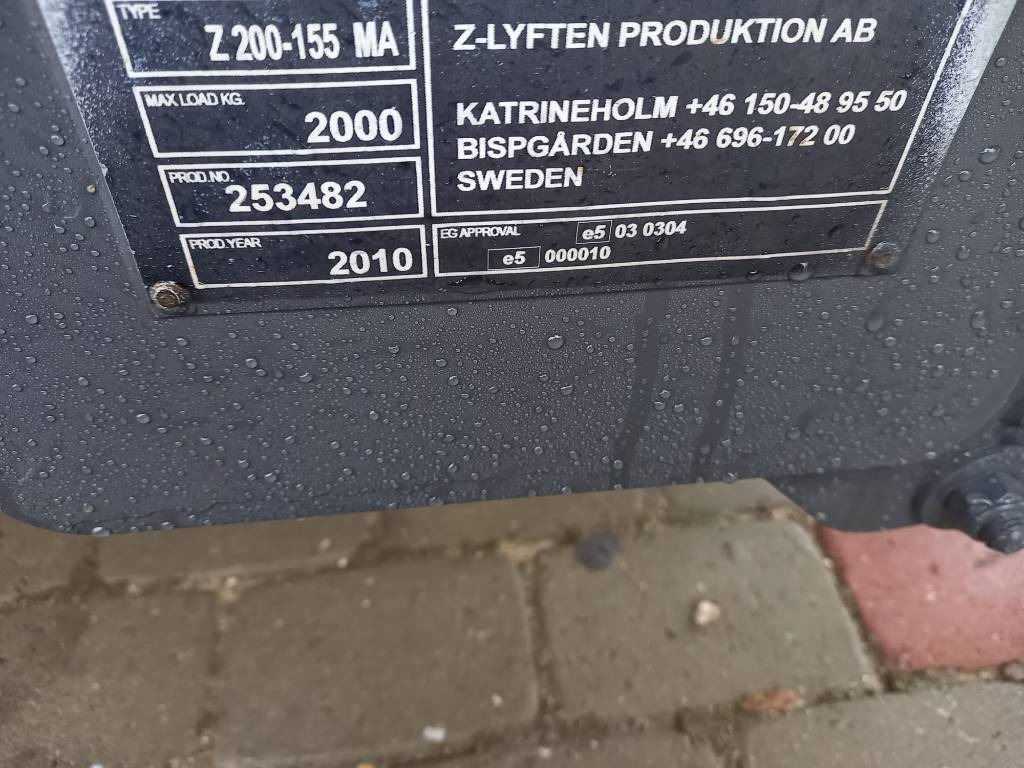 TYPE
Z 200-155 MA
MAX LOAD KG.
2000
PROD.NO.
253482
PROD.YEAR
2010
Z-LYFTEN PRODUKTION AB
KATRINEHOLM +46 150-48 95 50
BISPGÅRDEN +46 696-172 00
SWEDEN
EG APPROVAL e5 03 0304
e5 000010